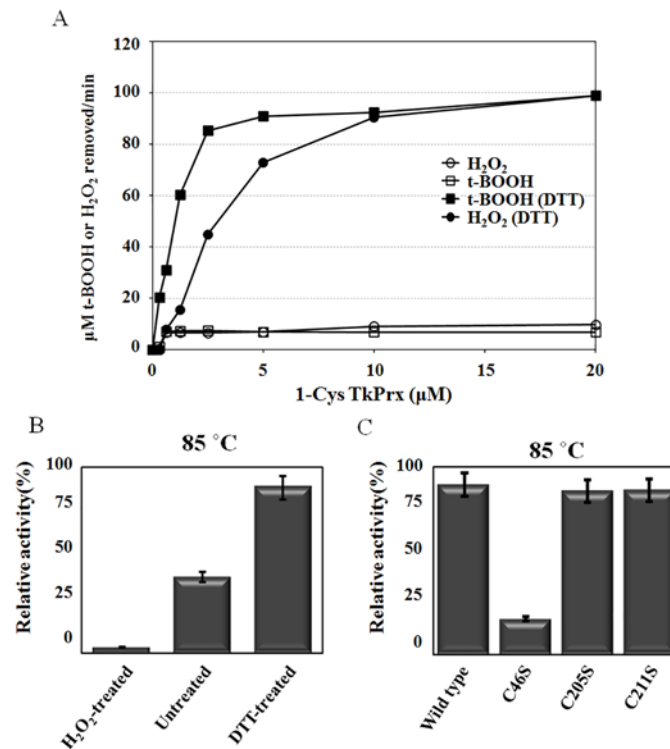 A
µM t-BOOH or H₂O₂ removed/min
120
100
80
60
40
20
0
H₂O₂
t-BOOH
t-BOOH (DTT)
H₂O₂ (DTT)
0
5
10
15
20
1-Cys TkPrx (µM)
B
85 °C
Relative activity(%)
100
75
50
25
0
H₂O₂-treated
Untreated
DTT-treated
C
85 °C
Relative activity(%)
100
75
50
25
0
Wild type
C46S
C205S
C211S